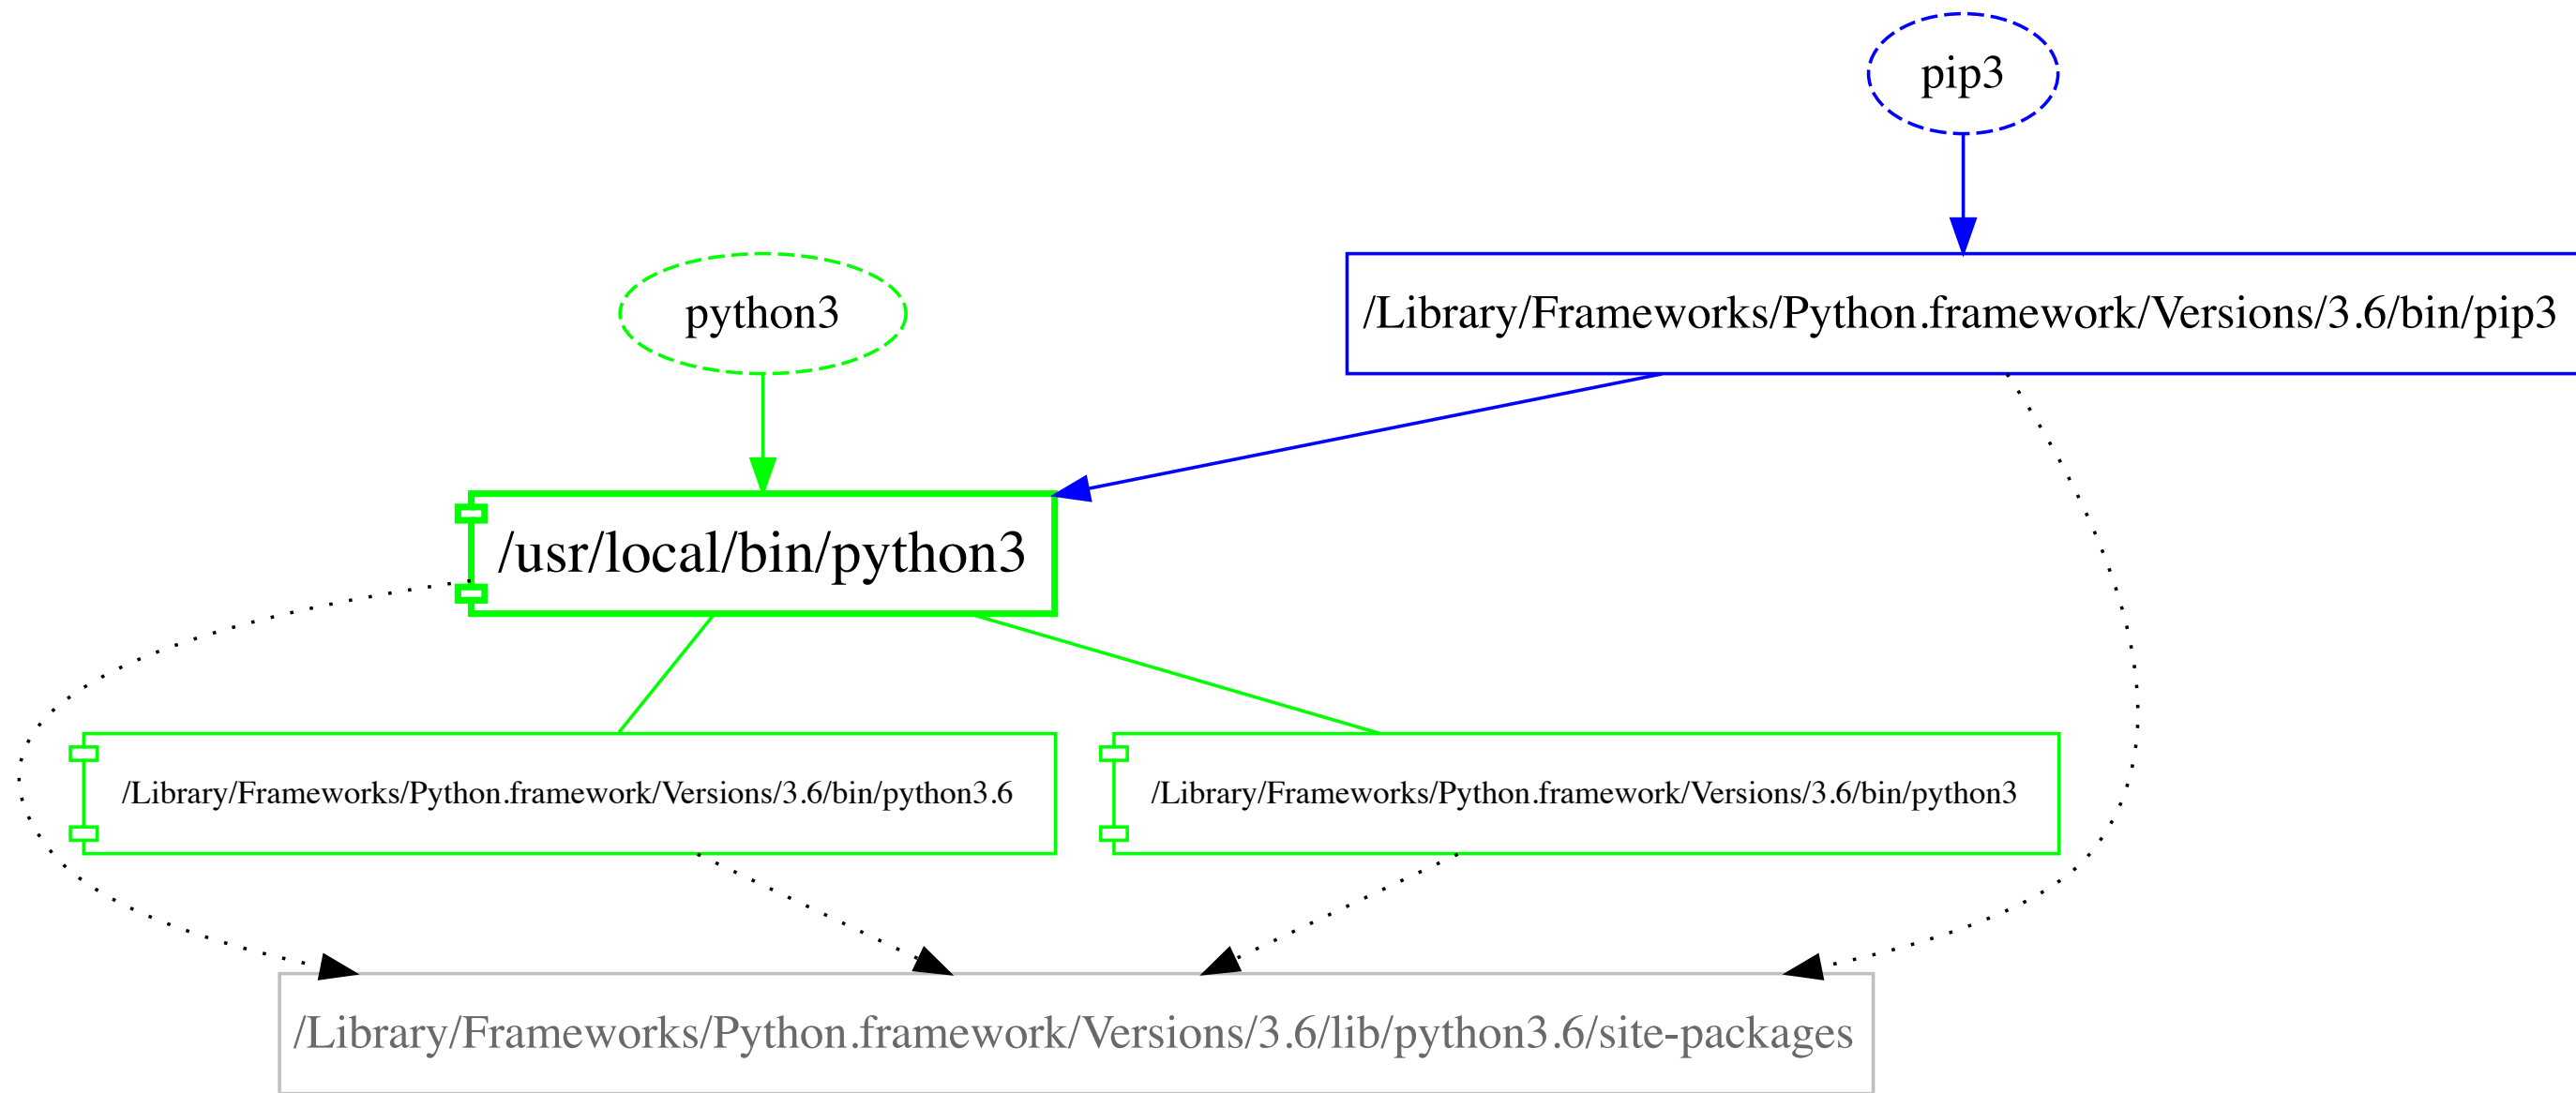 pip3
python3
/Library/Frameworks/Python.framework/Versions/3.6/bin/pip3
/usr/local/bin/python3
/Library/Frameworks/Python.framework/Versions/3.6/bin/python3.6
/Library/Frameworks/Python.framework/Versions/3.6/bin/python3
/Library/Frameworks/Python.framework/Versions/3.6/lib/python3.6/site-packages